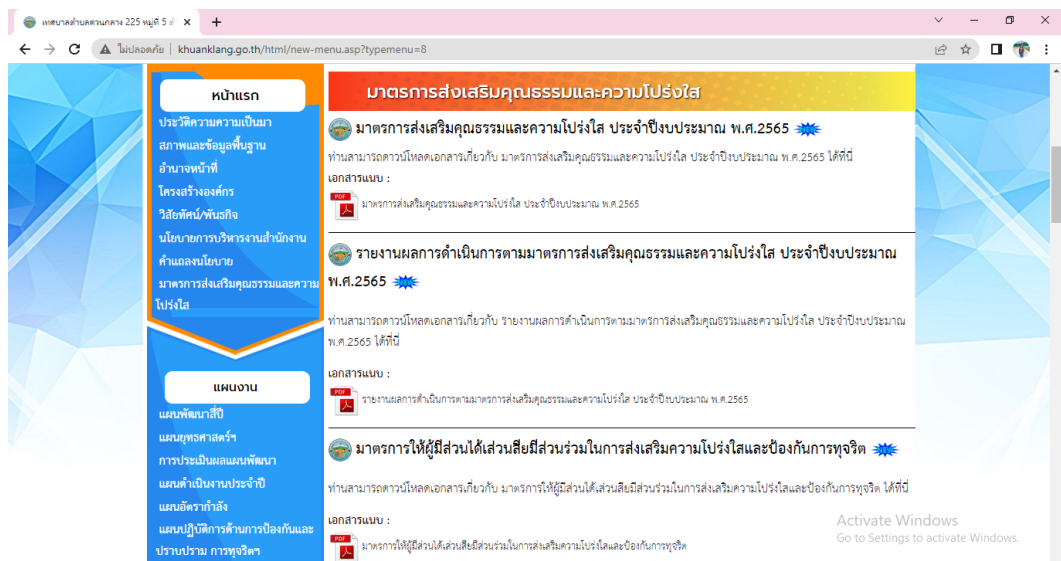 เทศบาลตำบลควนกลาง 225 หมู่ที่ 5 ต่
ไม่ปลอดภัย | khuanklang.go.th/html/new-menu.asp?typemenu=8
หน้าแรก
ประวัติความความเป็นมา
สภาพและข้อมูลพื้นฐาน
อำนาจหน้าที่
โครงสร้างองค์กร
วิสัยทัศน์/พันธกิจ
นโยบายการบริหารงานสำนักงาน
คำแถลงนโยบาย
มาตรการส่งเสริมคุณธรรมและความ
โปร่งใส
แผนงาน
แผนพัฒนาสี่ปี
แผนยุทธศาสตร์ฯ
การประเมินผลแผนพัฒนา
แผนดำเนินงานประจำปี
แผนอัตรากำลัง
แผนปฏิบัติการด้านการป้องกันและ
ปราบปราม การทุจริตฯ
มาตรการส่งเสริมคุณธรรมและความโปร่งใส
มาตรการส่งเสริมคุณธรรมและความโปร่งใส ประจำปีงบประมาณ พ.ศ.2565
ท่านสามารถดาวน์โหลดเอกสารเกี่ยวกับ มาตรการส่งเสริมคุณธรรมและความโปร่งใส ประจำปีงบประมาณ พ.ศ.2565 ได้ที่นี่
เอกสารแนบ :
PDF มาตรการส่งเสริมคุณธรรมและความโปร่งใส ประจำปีงบประมาณ พ.ศ.2565
รายงานผลการดำเนินการตามมาตรการส่งเสริมคุณธรรมและความโปร่งใส ประจำปีงบประมาณ
พ.ศ.2565
ท่านสามารถดาวน์โหลดเอกสารเกี่ยวกับ รายงานผลการดำเนินการตามมาตรการส่งเสริมคุณธรรมและความโปร่งใส ประจำปีงบประมาณ
พ.ศ.2565 ได้ที่นี่
เอกสารแนบ :
PDF รายงานผลการดำเนินการตามมาตรการส่งเสริมคุณธรรมและความโปร่งใส ประจำปีงบประมาณ พ.ศ.2565
มาตรการให้ผู้มีส่วนได้ส่วนเสียมีส่วนร่วมในการส่งเสริมความโปร่งใสและป้องกันการทุจริต
ท่านสามารถดาวน์โหลดเอกสารเกี่ยวกับ มาตรการให้ผู้มีส่วนได้ส่วนเสียมีส่วนร่วมในการส่งเสริมความโปร่งใสและป้องกันการทุจริต ได้ที่นี่
เอกสารแนบ :
PDF มาตรการให้ผู้มีส่วนได้ส่วนเสียมีส่วนร่วมในการส่งเสริมความโปร่งใสและป้องกันการทุจริต
Activate Windows
Go to Settings to activate Windows.